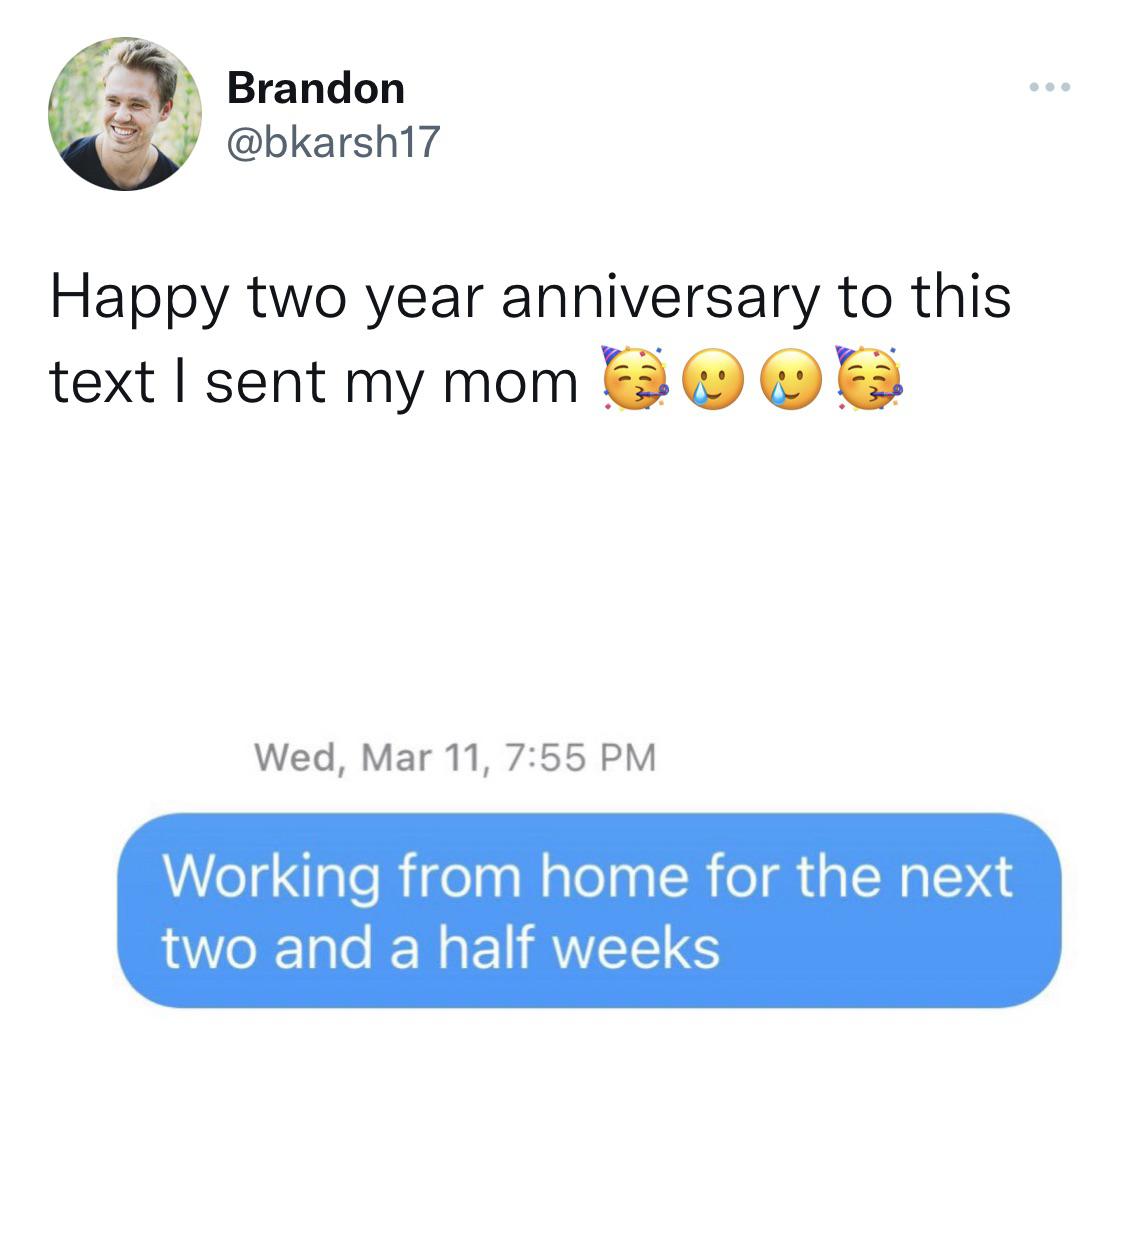 Brandon
@bkarsh17
Happy two year anniversary to this
text I sent my mom 🥳🥲🥲🥳
Wed, Mar 11, 7:55 PM
Working from home for the next
two and a half weeks